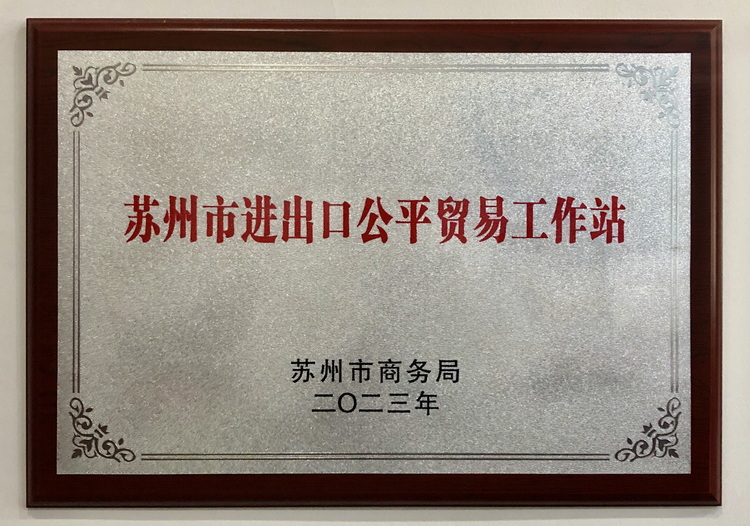 苏州市进出口公平贸易工作站
苏州市商务局
二〇二三年